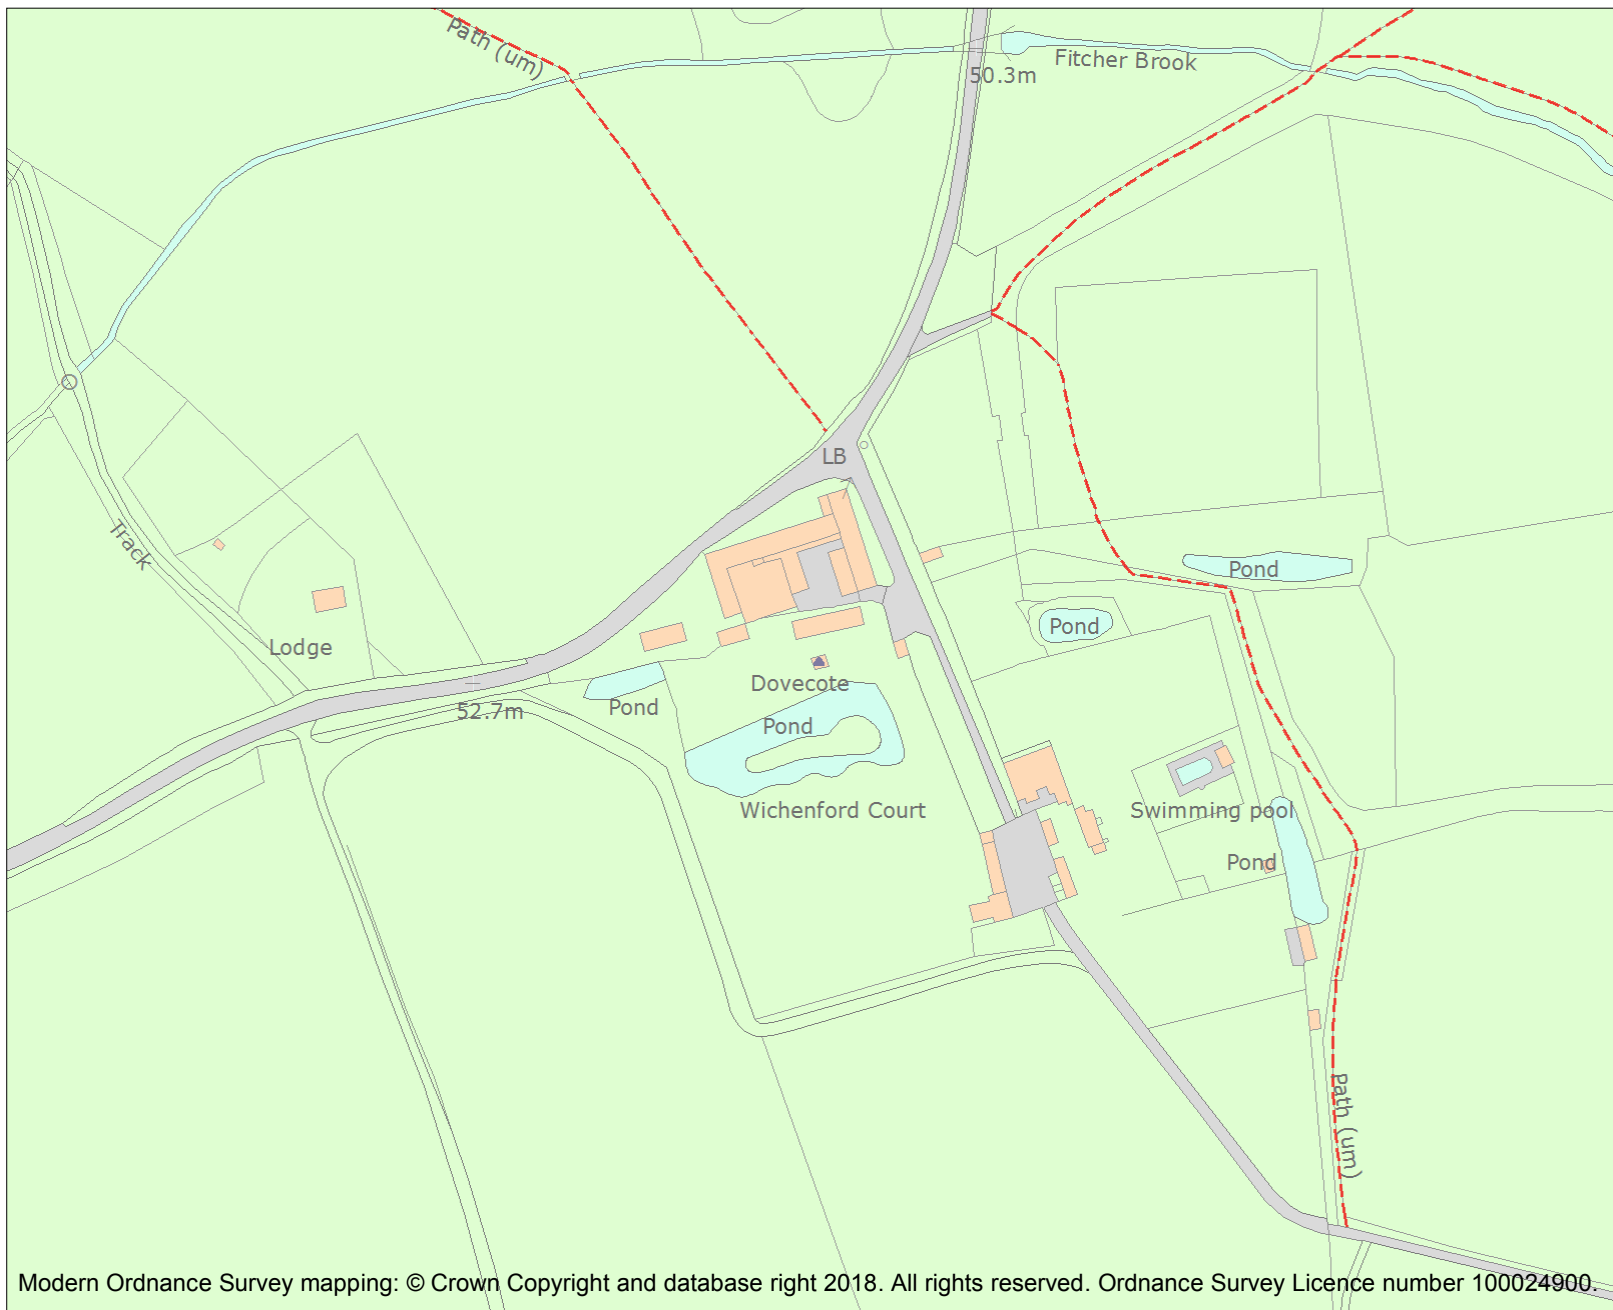 Path (um)
Fitcher Brook
50.3m
LB
Track
Pond
Pond
Lodge
Dovecote
Pond
52.7m
Pond
Wichenford Court
Swimming pool
Pond
Path (um)
Modern Ordnance Survey mapping: © Crown Copyright and database right 2018. All rights reserved. Ordnance Survey Licence number 100024900.